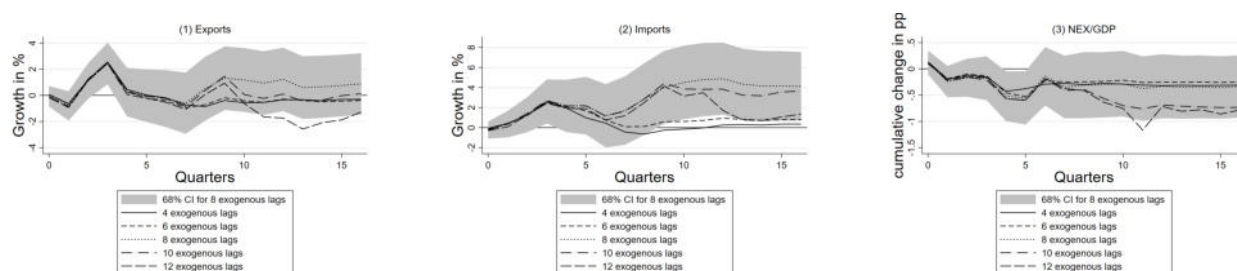 (1) Exports
Growth in %
4
2
0
-2
-4
0
5
10
15
Quarters
68% CI for 8 exogenous lags
4 exogenous lags
6 exogenous lags
8 exogenous lags
10 exogenous lags
12 exogenous lags
(2) Imports
Growth in %
8
6
4
2
0
-2
0
5
10
15
Quarters
68% CI for 8 exogenous lags
4 exogenous lags
6 exogenous lags
8 exogenous lags
10 exogenous lags
12 exogenous lags
(3) NEX/GDP
cumulative change in pp
.5
0
-.5
-1
-1.5
0
5
10
15
Quarters
68% CI for 8 exogenous lags
4 exogenous lags
6 exogenous lags
8 exogenous lags
10 exogenous lags
12 exogenous lags